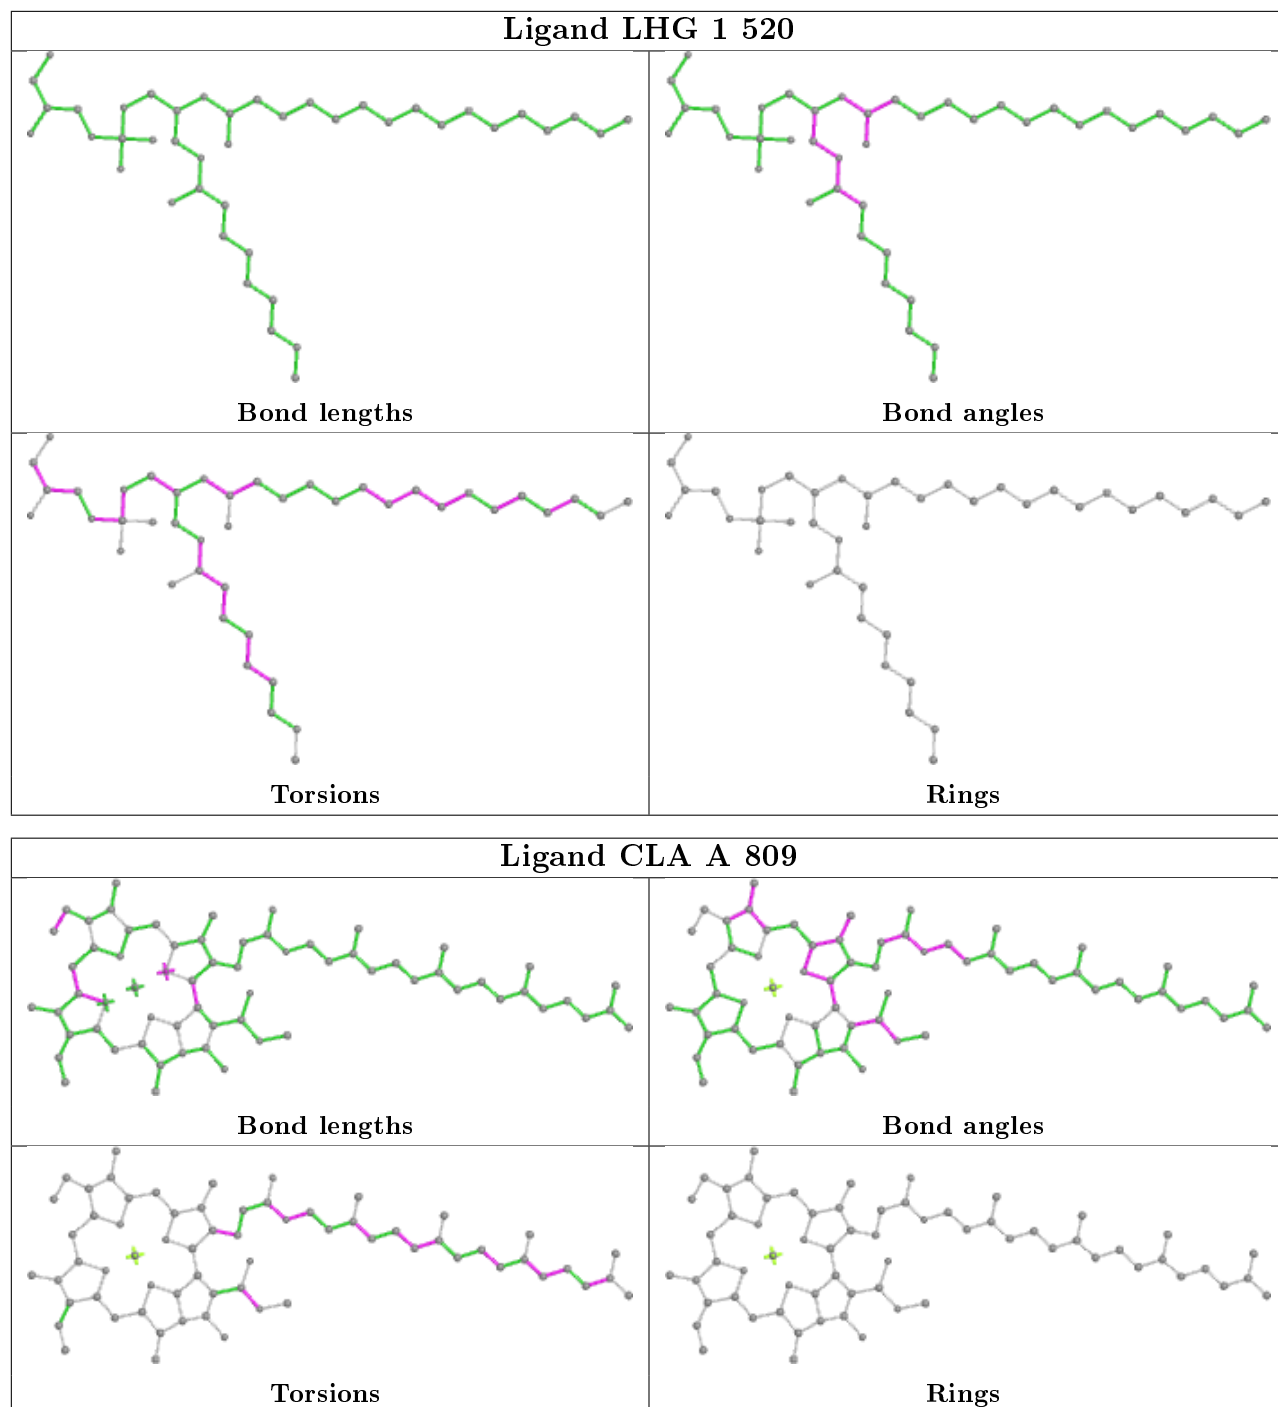 Ligand LHG 1 520
Bond lengths
Bond angles
Torsions
Rings
Ligand CLA A 809
Bond lengths
Bond angles
Torsions
Rings